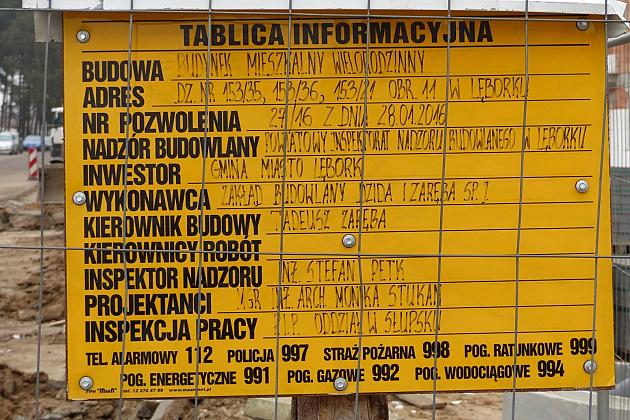 TABLICA INFORMACYJNA
BUDOWA BUDYNEK MIESZKALNY WIELORODZINNY
ADRES DZ. NR 153/35, 153/36, 153/11 OBR. 11 W LĘBORKU
NR POZWOLENIA 27/16 Z DNIA 28.01.2016
NADZÓR BUDOWLANY POWIATOWY INSPEKTORAT NADZORU BUDOWLANEGO W LĘBORKU
INWESTOR GMINA MIASTO LĘBORK
WYKONAWCA ZAKŁAD BUDOWLANY DZIDA I ZARĘBA SP.J.
KIEROWNIK BUDOWY TADEUSZ ZARĘBA
KIEROWNICY ROBÓT
INSPEKTOR NADZORU INŻ. STEFAN PETK
PROJEKTANCI MGR INŻ. ARCH. MONIKA STUKAN
INSPEKCJA PRACY P.I.P. ODDZIAŁ W SŁUPSKU
TEL. ALARMOWY 112 POLICJA 997 STRAŻ POŻARNA 998 POG. RATUNKOWE 999
POG. ENERGETYCZNE 991 POG. GAZOWE 992 POG. WODOCIĄGOWE 994